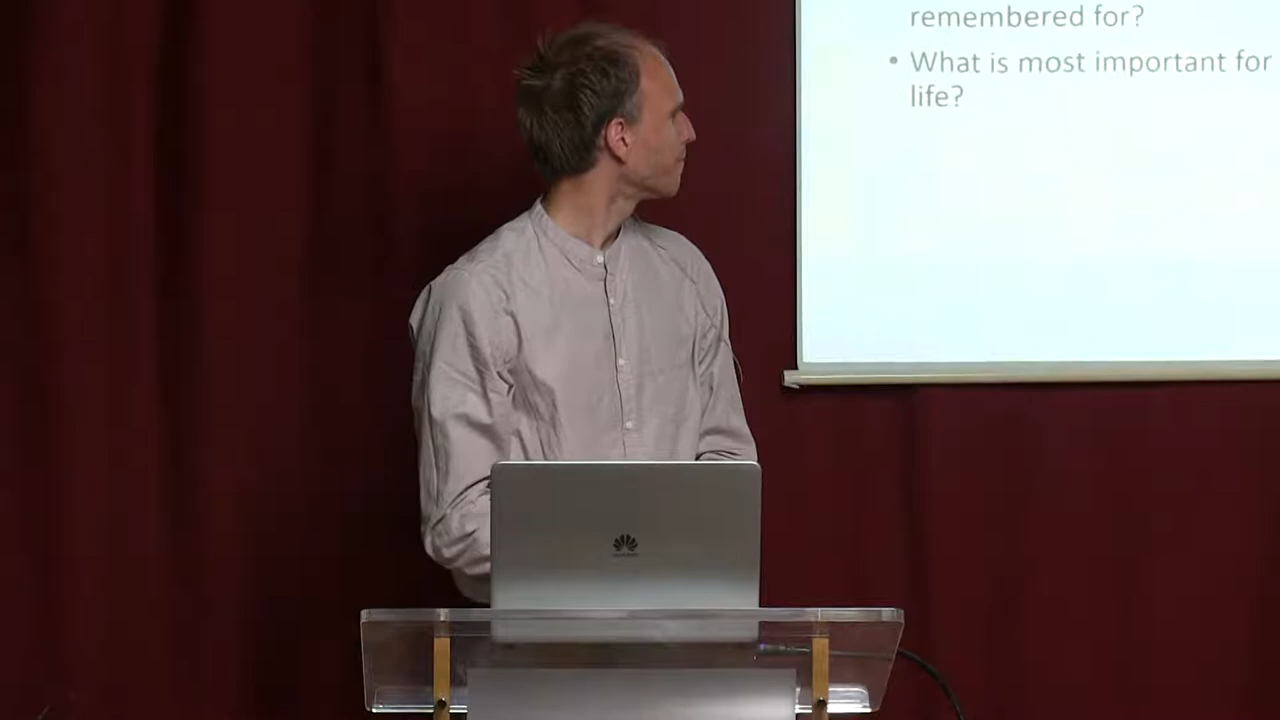 remembered for?
• What is most important for
life?